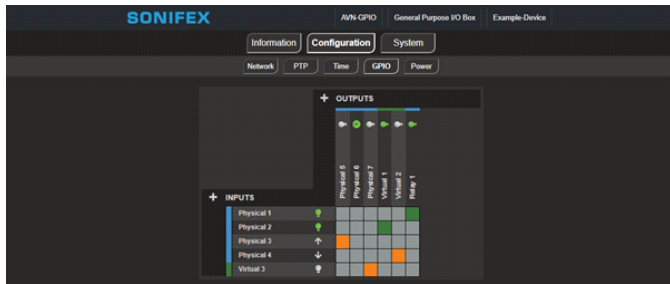 SONIFEX AVN-GPIO General Purpose I/O Box Example-Device
Information Configuration System
Network PTP Time GPIO Power
+ OUTPUTS
Physical 5
Physical 6
Physical 7
Virtual 1
Virtual 2
Relay 1
+ INPUTS
Physical 1
Physical 2
Physical 3
Physical 4
Virtual 3